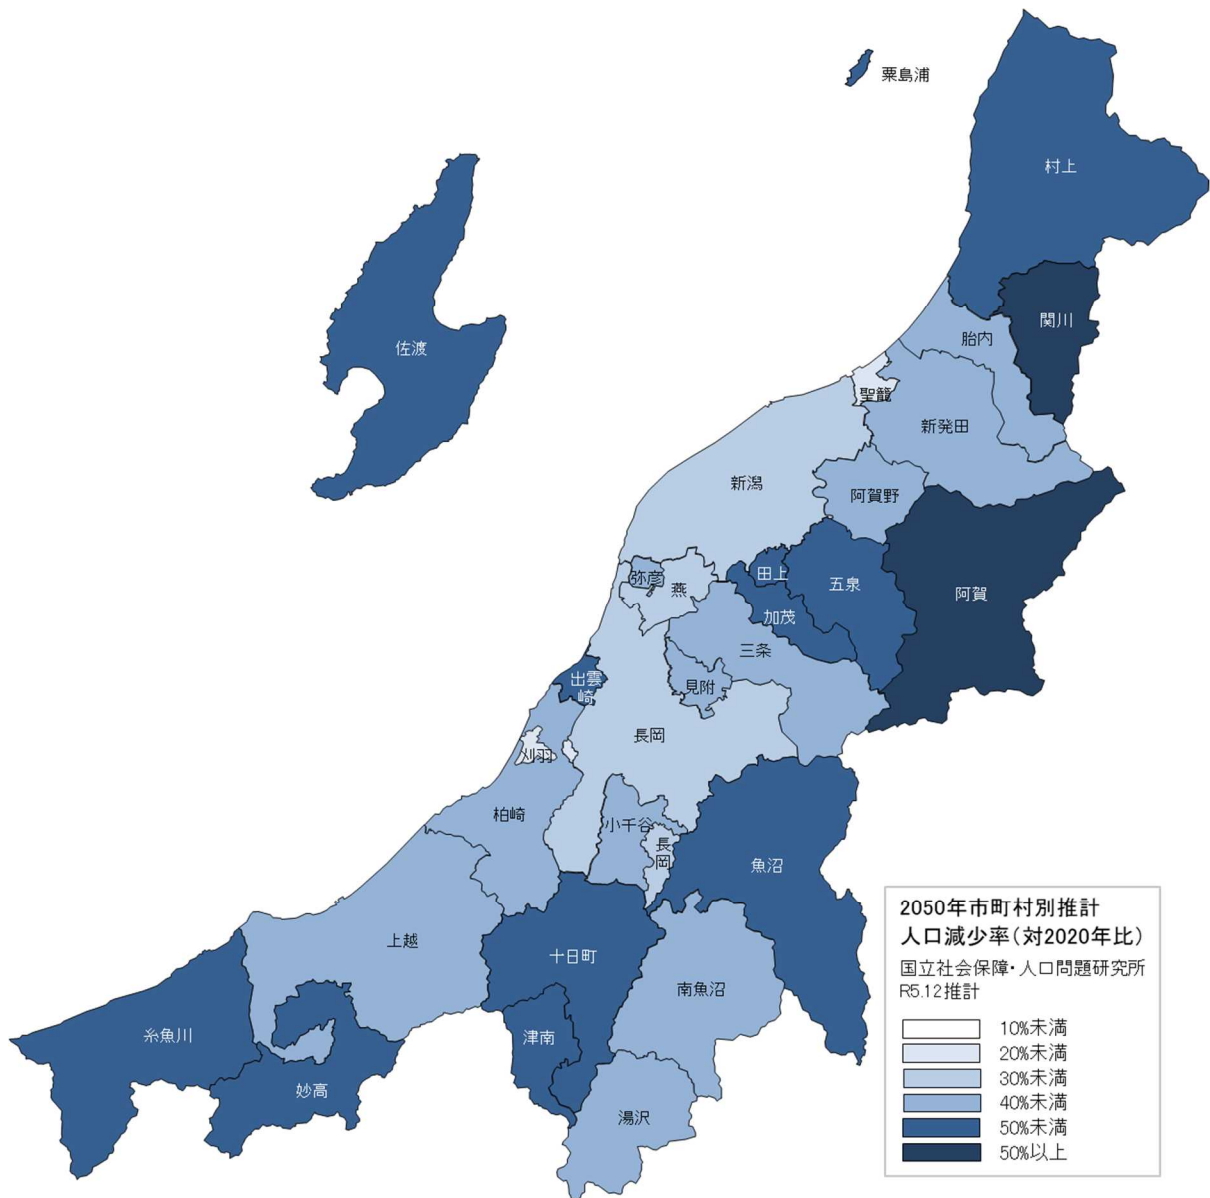 粟島浦
村上
関川
佐渡
胎内
聖籠
新発田
新潟
阿賀野
弥彦
燕
田上
五泉
阿賀
加茂
三条
出雲
崎
見附
長岡
刈羽
柏崎
小千谷
長
岡
魚沼
上越
十日町
南魚沼
糸魚川
津南
妙高
湯沢
2050年市町村別推計
人口減少率(対2020年比)
国立社会保障・人口問題研究所
R5.12推計
10%未満
20%未満
30%未満
40%未満
50%未満
50%以上